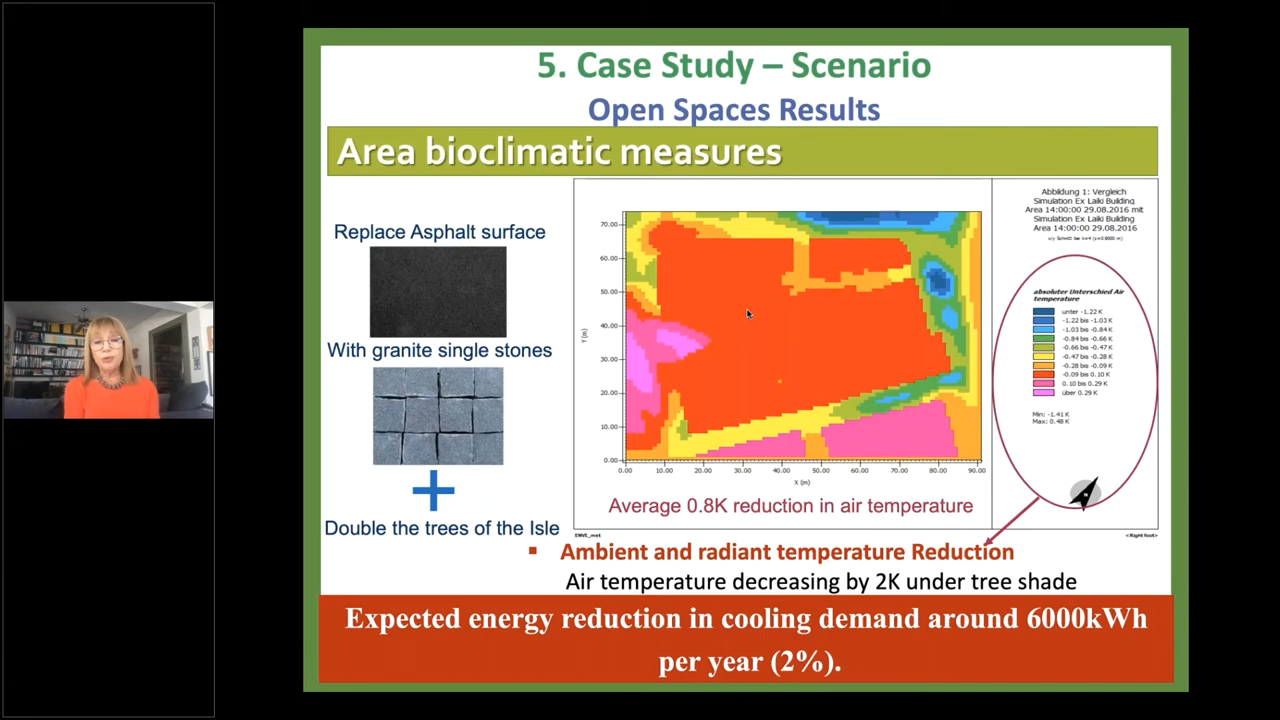 5. Case Study – Scenario
Open Spaces Results
Area bioclimatic measures
Replace Asphalt surface
With granite single stones
Double the trees of the Isle
70.00
60.00
50.00
40.00
30.00
20.00
10.00
0.00
Y (m)
0.00 10.00 20.00 30.00 40.00 50.00 60.00 70.00 80.00 90.00
X (m)
Average 0.8K reduction in air temperature
Abbildung 1: Vergleich
Simulation Ex Laiki Building
Area 14:00:00 29.08.2016 mit
Simulation Ex Laiki Building
Area 14:00:00 29.08.2016
absoluter Unterschied Air
temperature
unter -1.22 K
-1.22 bis -1.03 K
-1.03 bis -0.84 K
-0.84 bis -0.66 K
-0.66 bis -0.47 K
-0.47 bis -0.28 K
-0.28 bis -0.09 K
-0.09 bis 0.10 K
0.10 bis 0.29 K
über 0.29 K
Min: -1.41 K
Max: 0.48 K
N
ENVI_met
<Right foot>
▪ Ambient and radiant temperature Reduction
Air temperature decreasing by 2K under tree shade
Expected energy reduction in cooling demand around 6000kWh
per year (2%).